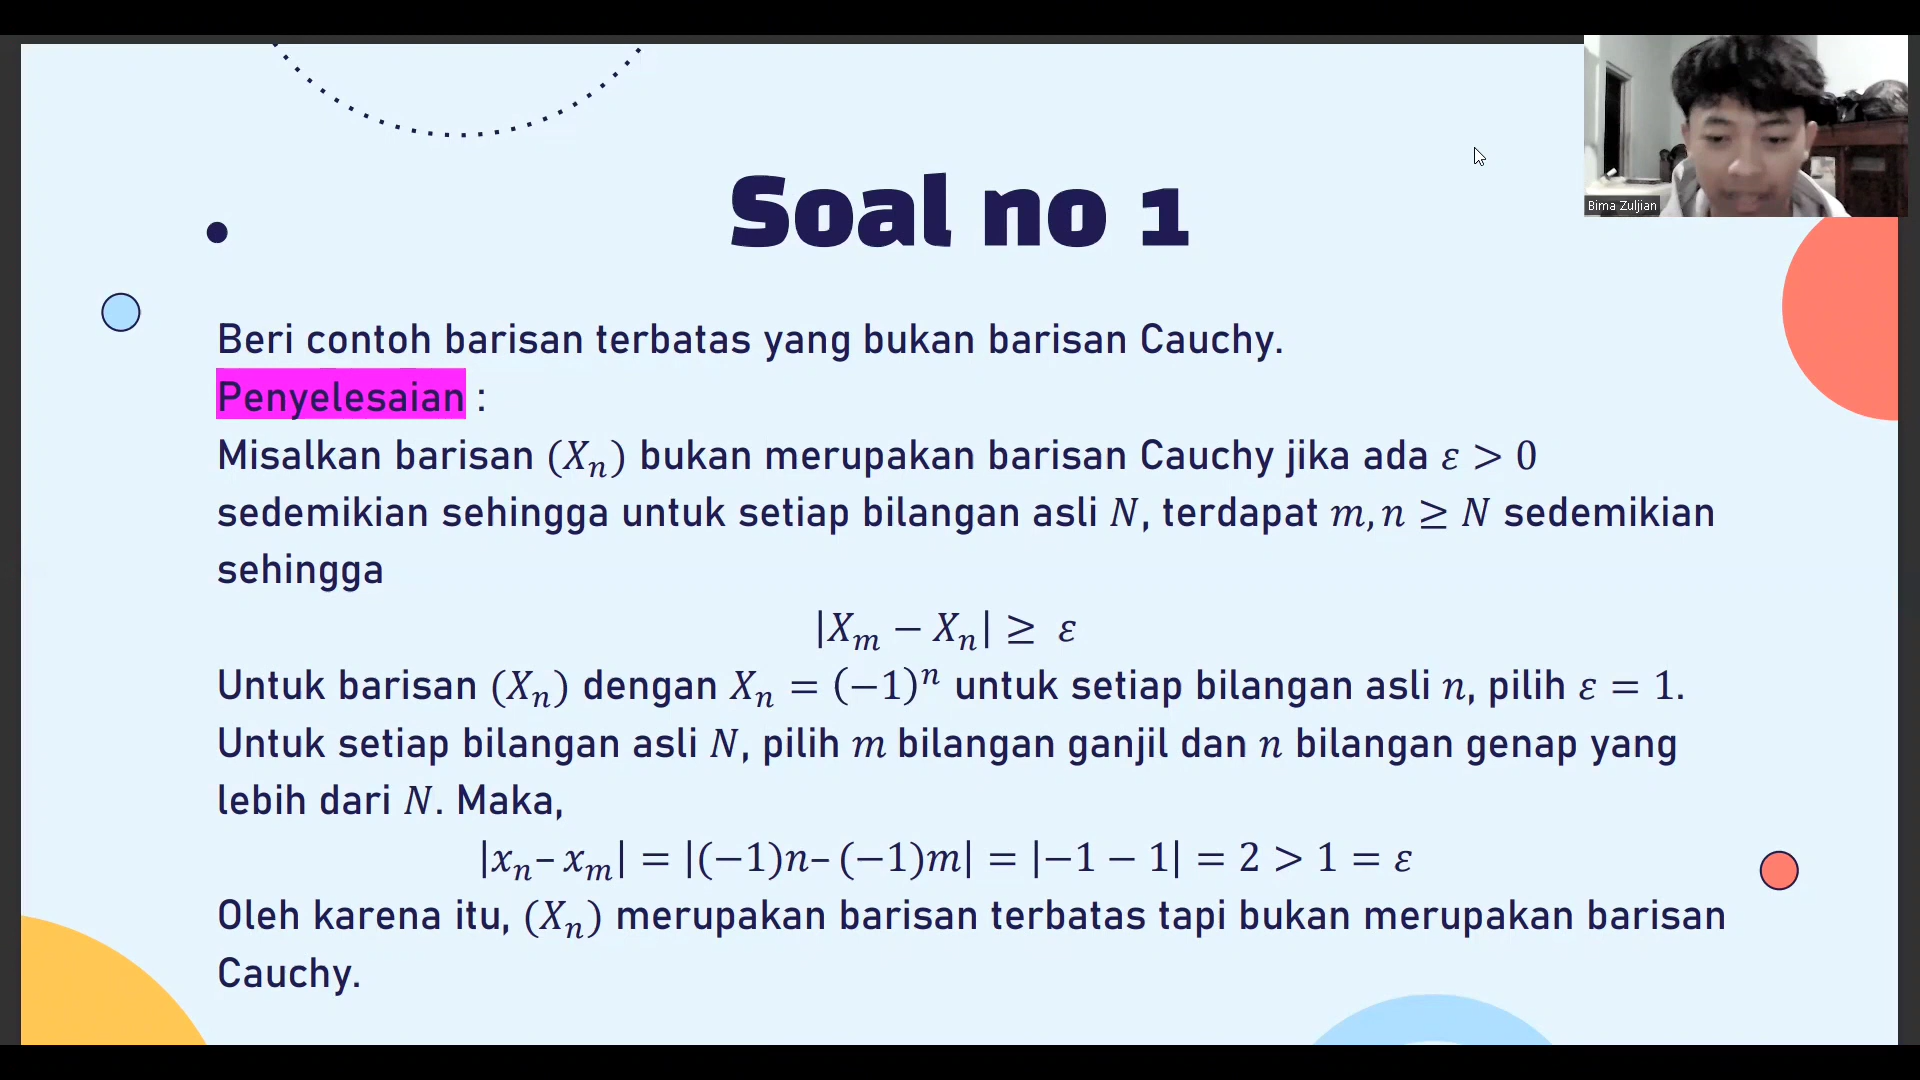 Bima Zuljian
Soal no 1
Beri contoh barisan terbatas yang bukan barisan Cauchy.
Penyelesaian :
Misalkan barisan (Xₙ) bukan merupakan barisan Cauchy jika ada ε > 0
sedemikian sehingga untuk setiap bilangan asli N, terdapat m, n ≥ N sedemikian
sehingga
|Xₘ − Xₙ| ≥ ε
Untuk barisan (Xₙ) dengan Xₙ = (−1)ⁿ untuk setiap bilangan asli n, pilih ε = 1.
Untuk setiap bilangan asli N, pilih m bilangan ganjil dan n bilangan genap yang
lebih dari N. Maka,
|xₙ– xₘ| = |(−1)n– (−1)m| = |−1 − 1| = 2 > 1 = ε
Oleh karena itu, (Xₙ) merupakan barisan terbatas tapi bukan merupakan barisan
Cauchy.